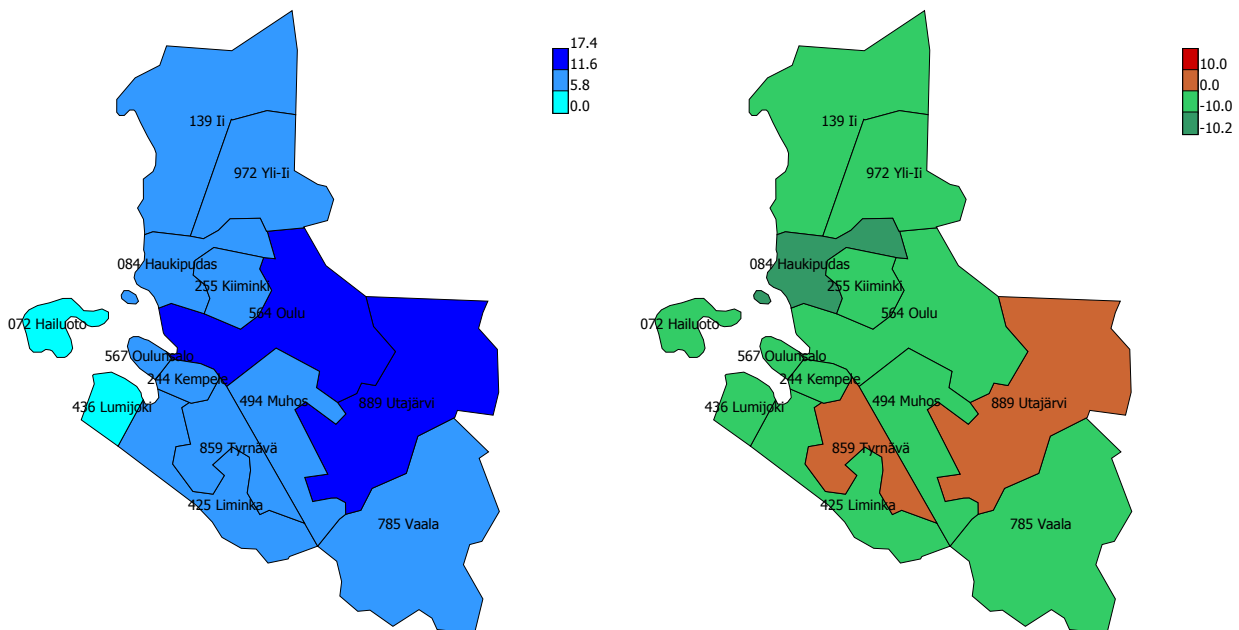 17.4
11.6
5.8
0.0
139 Ii
972 Yli-Ii
084 Haukipudas
255 Kiiminki
564 Oulu
072 Hailuoto
567 Oulunsalo
244 Kempele
494 Muhos
889 Utajärvi
436 Lumijoki
859 Tyrnävä
425 Liminka
785 Vaala
10.0
0.0
-10.0
-10.2
139 Ii
972 Yli-Ii
084 Haukipudas
255 Kiiminki
564 Oulu
072 Hailuoto
567 Oulunsalo
244 Kempele
494 Muhos
889 Utajärvi
436 Lumijoki
859 Tyrnävä
425 Liminka
785 Vaala